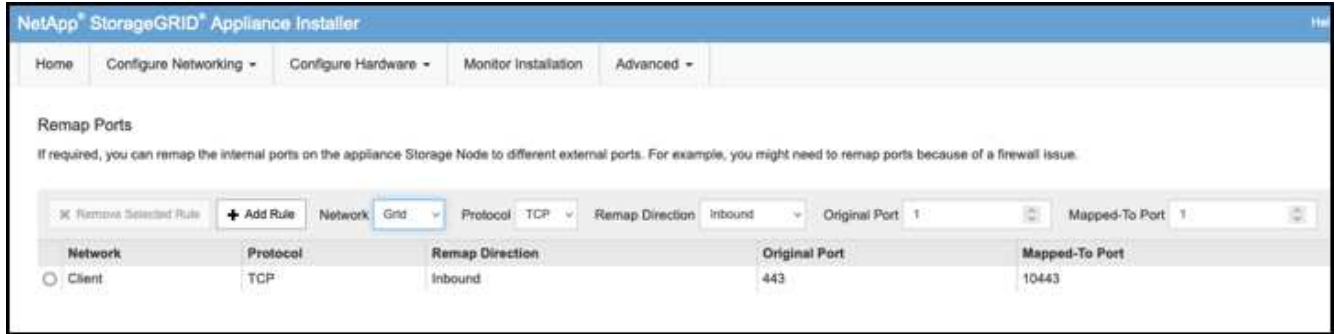 NetApp® StorageGRID® Appliance Installer
Home Configure Networking Configure Hardware Monitor Installation Advanced
Remap Ports
If required, you can remap the internal ports on the appliance Storage Node to different external ports. For example, you might need to remap ports because of a firewall issue.
Remove Selected Rule Add Rule Network Grid Protocol TCP Remap Direction Inbound Original Port 1 Mapped-To Port 1
Network Protocol Remap Direction Original Port Mapped-To Port
Client TCP Inbound 443 10443